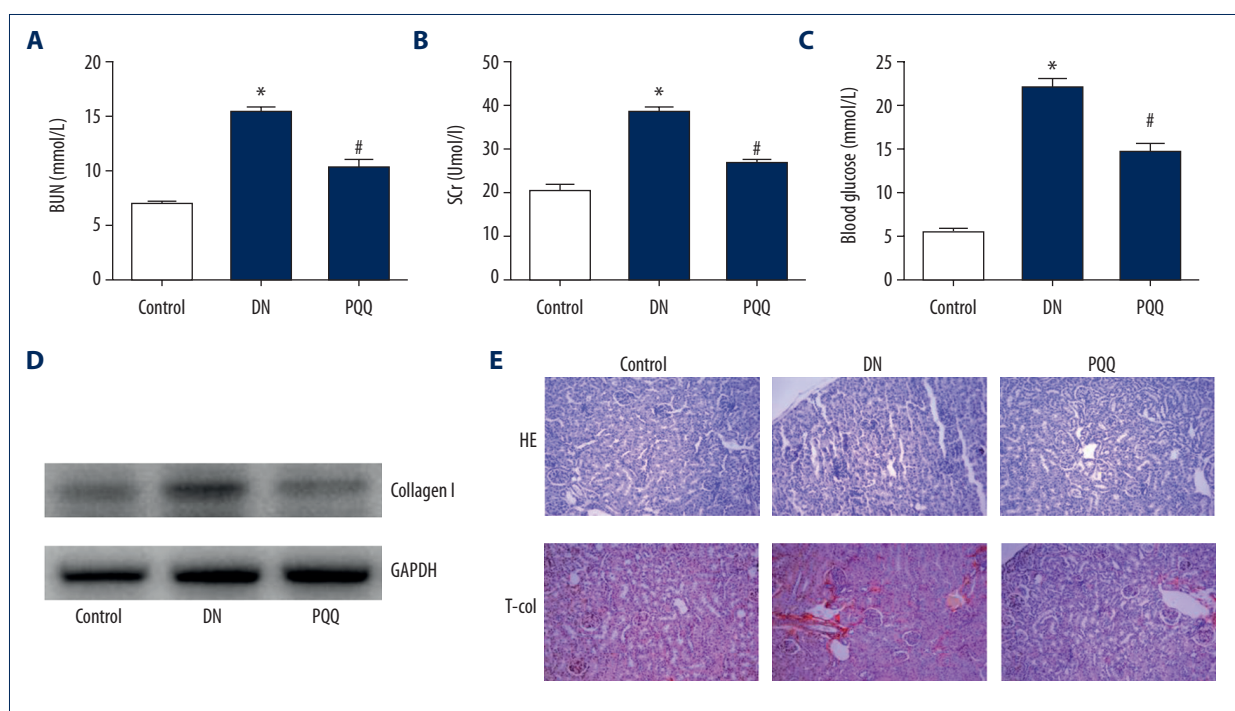 A
BUN (mmol/L)
20
15
10
5
0
*
#
Control DN PQQ
B
SCr (Umol/l)
50
40
30
20
10
0
*
#
Control DN PQQ
C
Blood glucose (mmol/L)
25
20
15
10
5
0
*
#
Control DN PQQ
D
Collagen I
GAPDH
Control DN PQQ
E
Control DN PQQ
HE
T-col